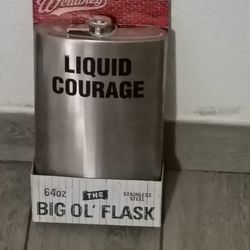 LIQUID
COURAGE
64oz THE STAINLESS STEEL
BIG OL' FLASK